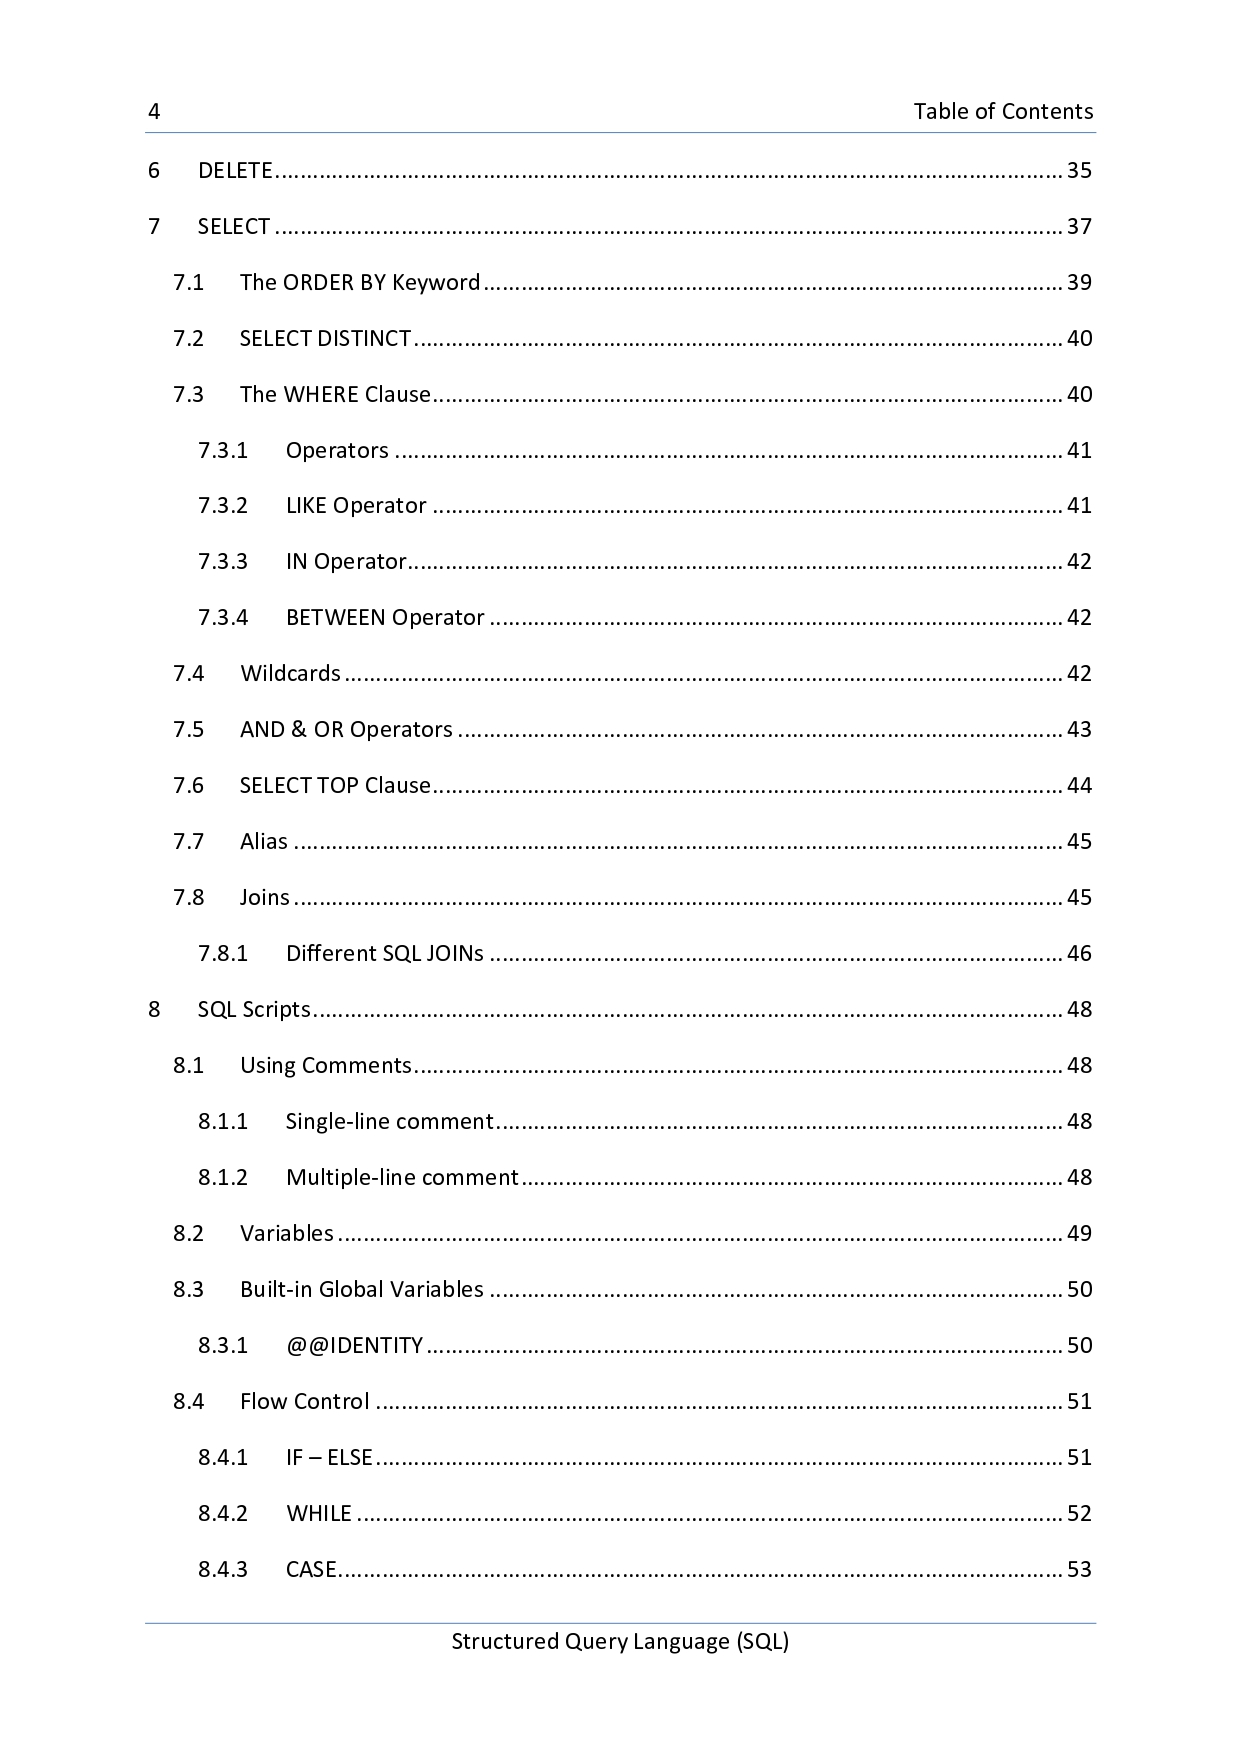 4 Table of Contents
6 DELETE............................................................................................................................. 35
7 SELECT ............................................................................................................................. 37
7.1 The ORDER BY Keyword............................................................................................ 39
7.2 SELECT DISTINCT....................................................................................................... 40
7.3 The WHERE Clause.................................................................................................... 40
7.3.1 Operators .......................................................................................................... 41
7.3.2 LIKE Operator .................................................................................................... 41
7.3.3 IN Operator........................................................................................................ 42
7.3.4 BETWEEN Operator ........................................................................................... 42
7.4 Wildcards .................................................................................................................. 42
7.5 AND & OR Operators ................................................................................................ 43
7.6 SELECT TOP Clause.................................................................................................... 44
7.7 Alias .......................................................................................................................... 45
7.8 Joins .......................................................................................................................... 45
7.8.1 Different SQL JOINs ........................................................................................... 46
8 SQL Scripts....................................................................................................................... 48
8.1 Using Comments....................................................................................................... 48
8.1.1 Single-line comment.......................................................................................... 48
8.1.2 Multiple-line comment...................................................................................... 48
8.2 Variables ................................................................................................................... 49
8.3 Built-in Global Variables ........................................................................................... 50
8.3.1 @@IDENTITY ..................................................................................................... 50
8.4 Flow Control ............................................................................................................. 51
8.4.1 IF – ELSE............................................................................................................. 51
8.4.2 WHILE ................................................................................................................ 52
8.4.3 CASE................................................................................................................... 53
Structured Query Language (SQL)